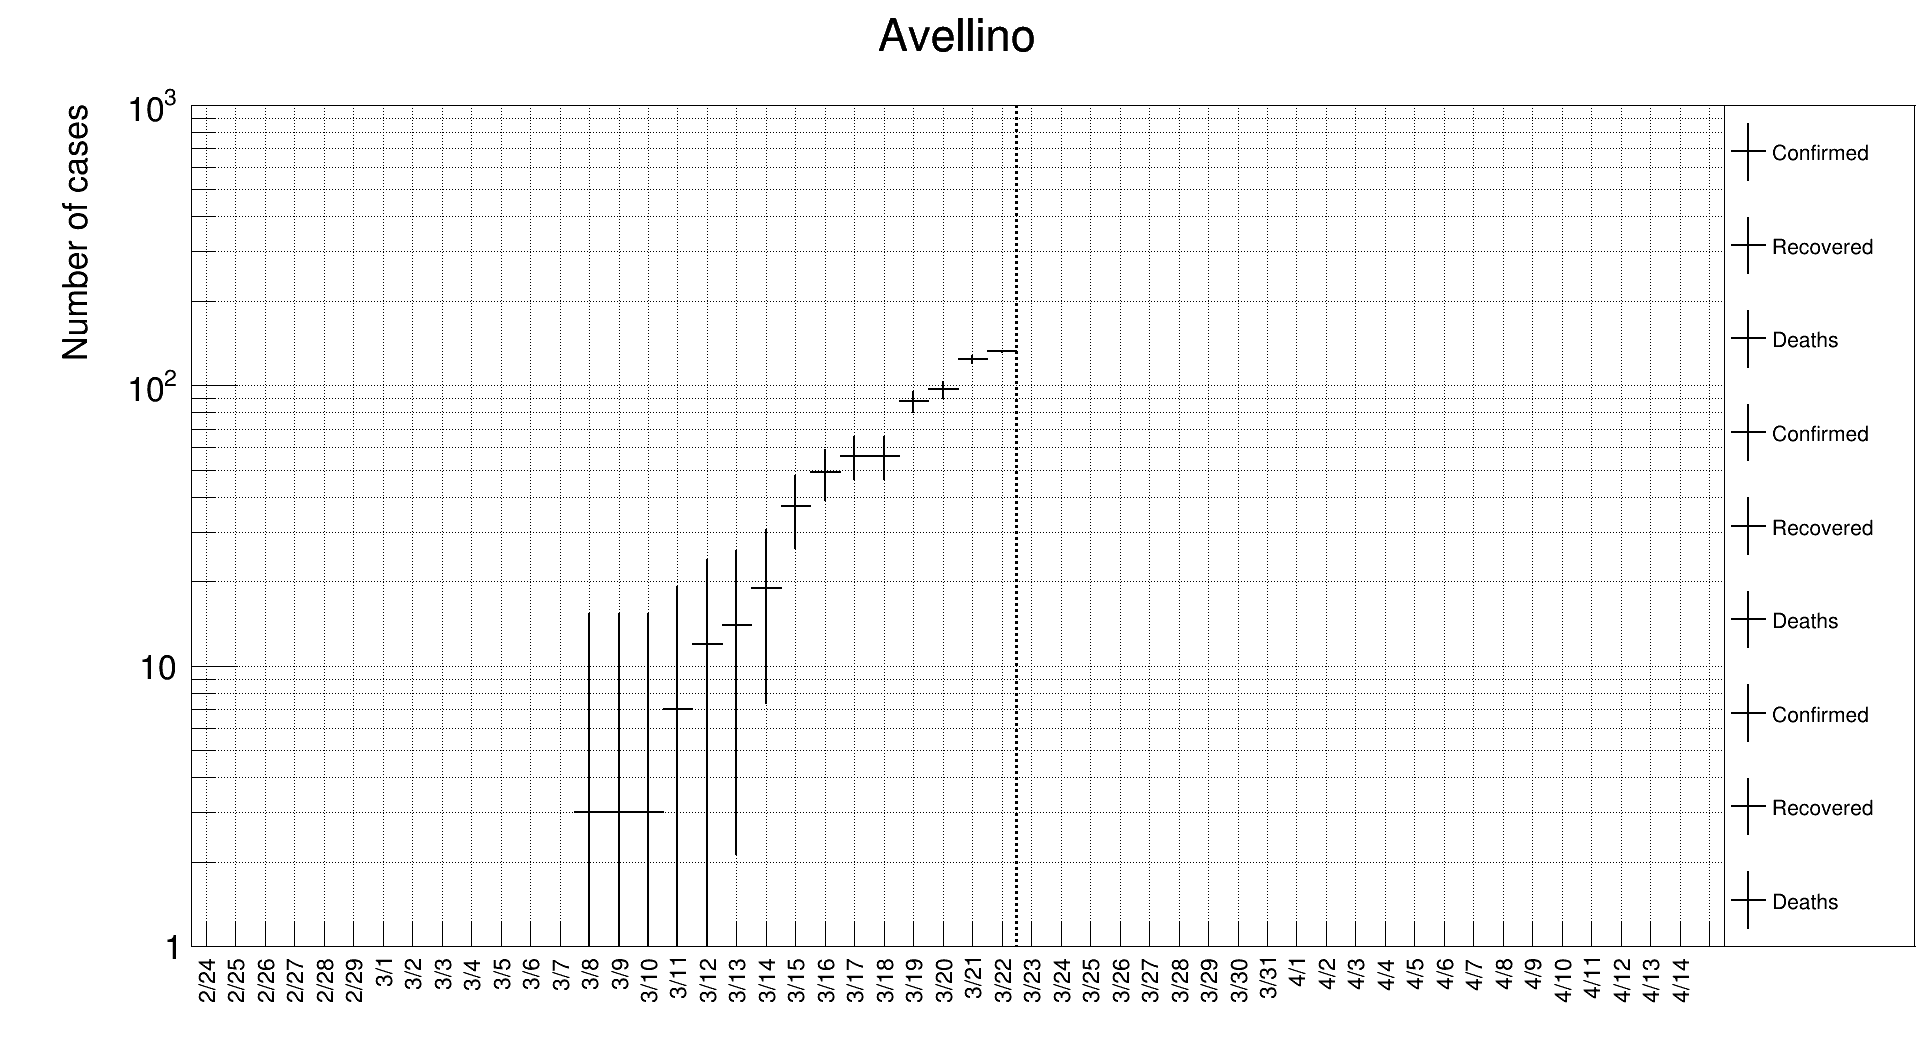 Avellino
Number of cases
10³
10²
10
1
2/24 2/25 2/26 2/27 2/28 2/29 3/1 3/2 3/3 3/4 3/5 3/6 3/7 3/8 3/9 3/10 3/11 3/12 3/13 3/14 3/15 3/16 3/17 3/18 3/19 3/20 3/21 3/22 3/23 3/24 3/25 3/26 3/27 3/28 3/29 3/30 3/31 4/1 4/2 4/3 4/4 4/5 4/6 4/7 4/8 4/9 4/10 4/11 4/12 4/13 4/14
Confirmed
Recovered
Deaths
Confirmed
Recovered
Deaths
Confirmed
Recovered
Deaths